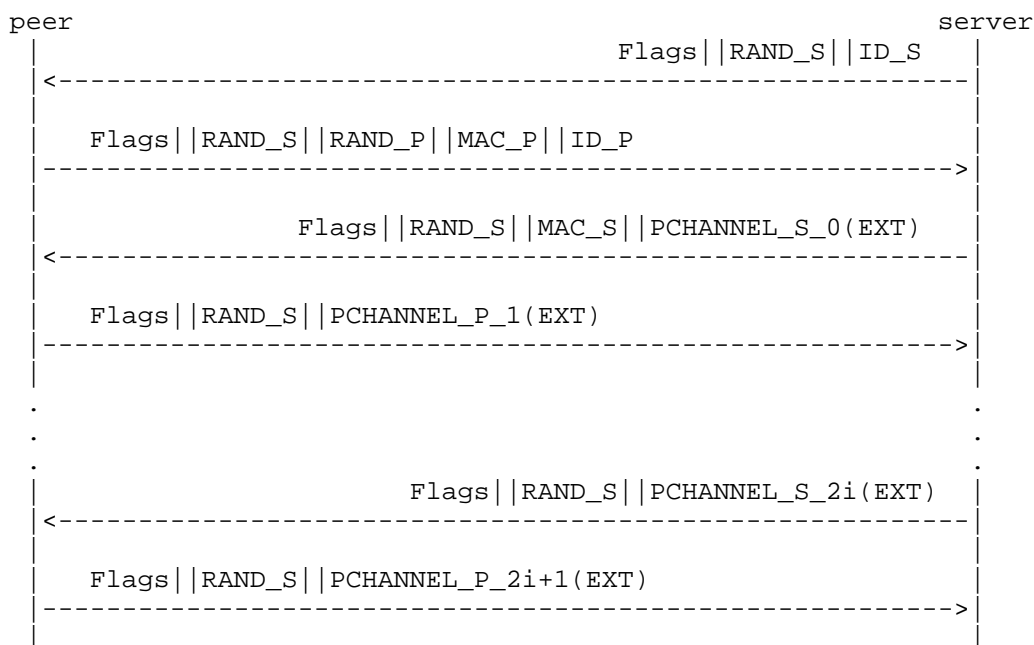 peer server
Flags||RAND_S||ID_S
Flags||RAND_S||RAND_P||MAC_P||ID_P
Flags||RAND_S||MAC_S||PCHANNEL_S_0(EXT)
Flags||RAND_S||PCHANNEL_P_1(EXT)
Flags||RAND_S||PCHANNEL_S_2i(EXT)
Flags||RAND_S||PCHANNEL_P_2i+1(EXT)